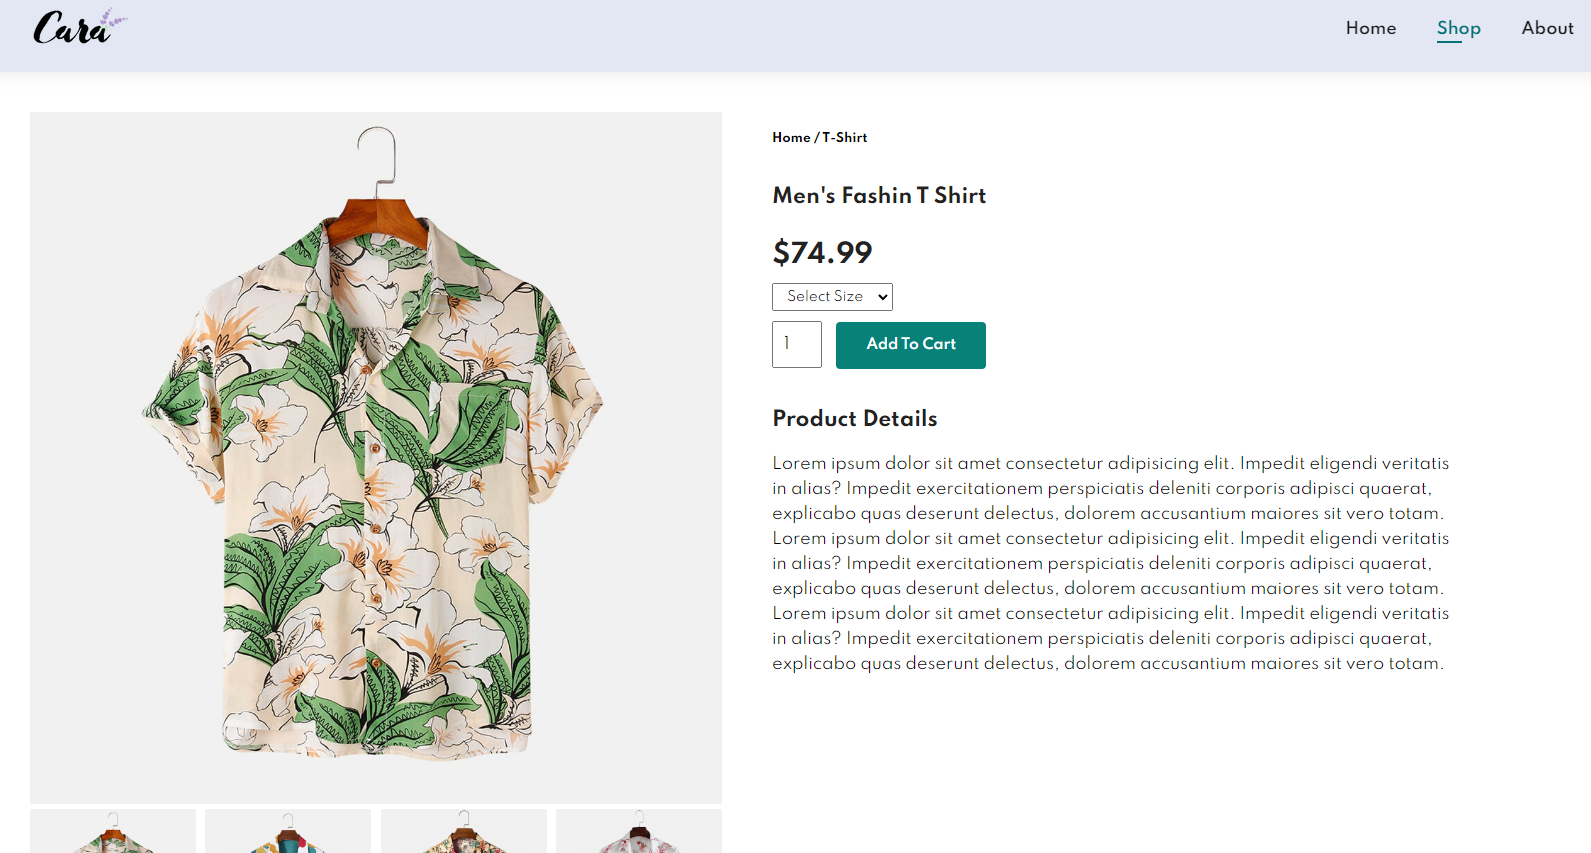 Cara
Home
Shop
About
Home / T-Shirt
Men's Fashin T Shirt
$74.99
Select Size
1
Add To Cart
Product Details
Lorem ipsum dolor sit amet consectetur adipisicing elit. Impedit eligendi veritatis
in alias? Impedit exercitationem perspiciatis deleniti corporis adipisci quaerat,
explicabo quas deserunt delectus, dolorem accusantium maiores sit vero totam.
Lorem ipsum dolor sit amet consectetur adipisicing elit. Impedit eligendi veritatis
in alias? Impedit exercitationem perspiciatis deleniti corporis adipisci quaerat,
explicabo quas deserunt delectus, dolorem accusantium maiores sit vero totam.
Lorem ipsum dolor sit amet consectetur adipisicing elit. Impedit eligendi veritatis
in alias? Impedit exercitationem perspiciatis deleniti corporis adipisci quaerat,
explicabo quas deserunt delectus, dolorem accusantium maiores sit vero totam.